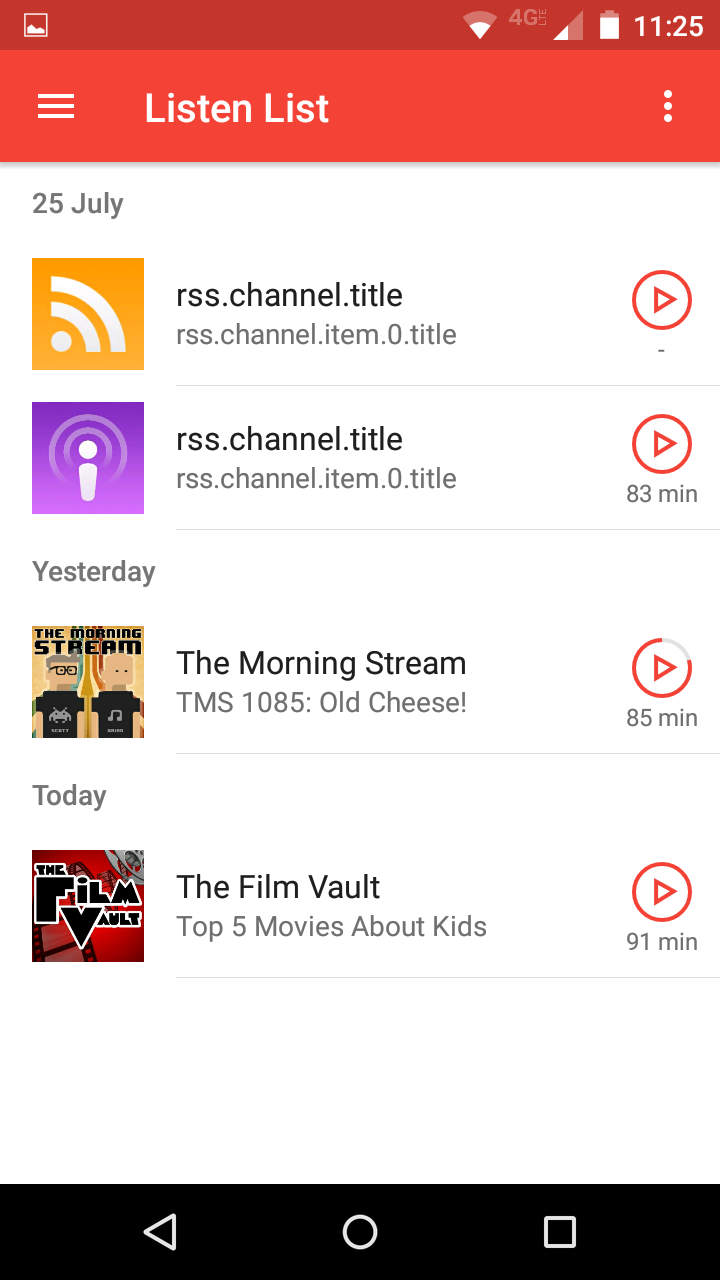 4G LTE 11:25
Listen List
25 July
rss.channel.title
rss.channel.item.0.title
-
rss.channel.title
rss.channel.item.0.title
83 min
Yesterday
THE MORNING
STREAM
SCOTT BRIAN
The Morning Stream
TMS 1085: Old Cheese!
85 min
Today
THE
FILM
VAULT
The Film Vault
Top 5 Movies About Kids
91 min